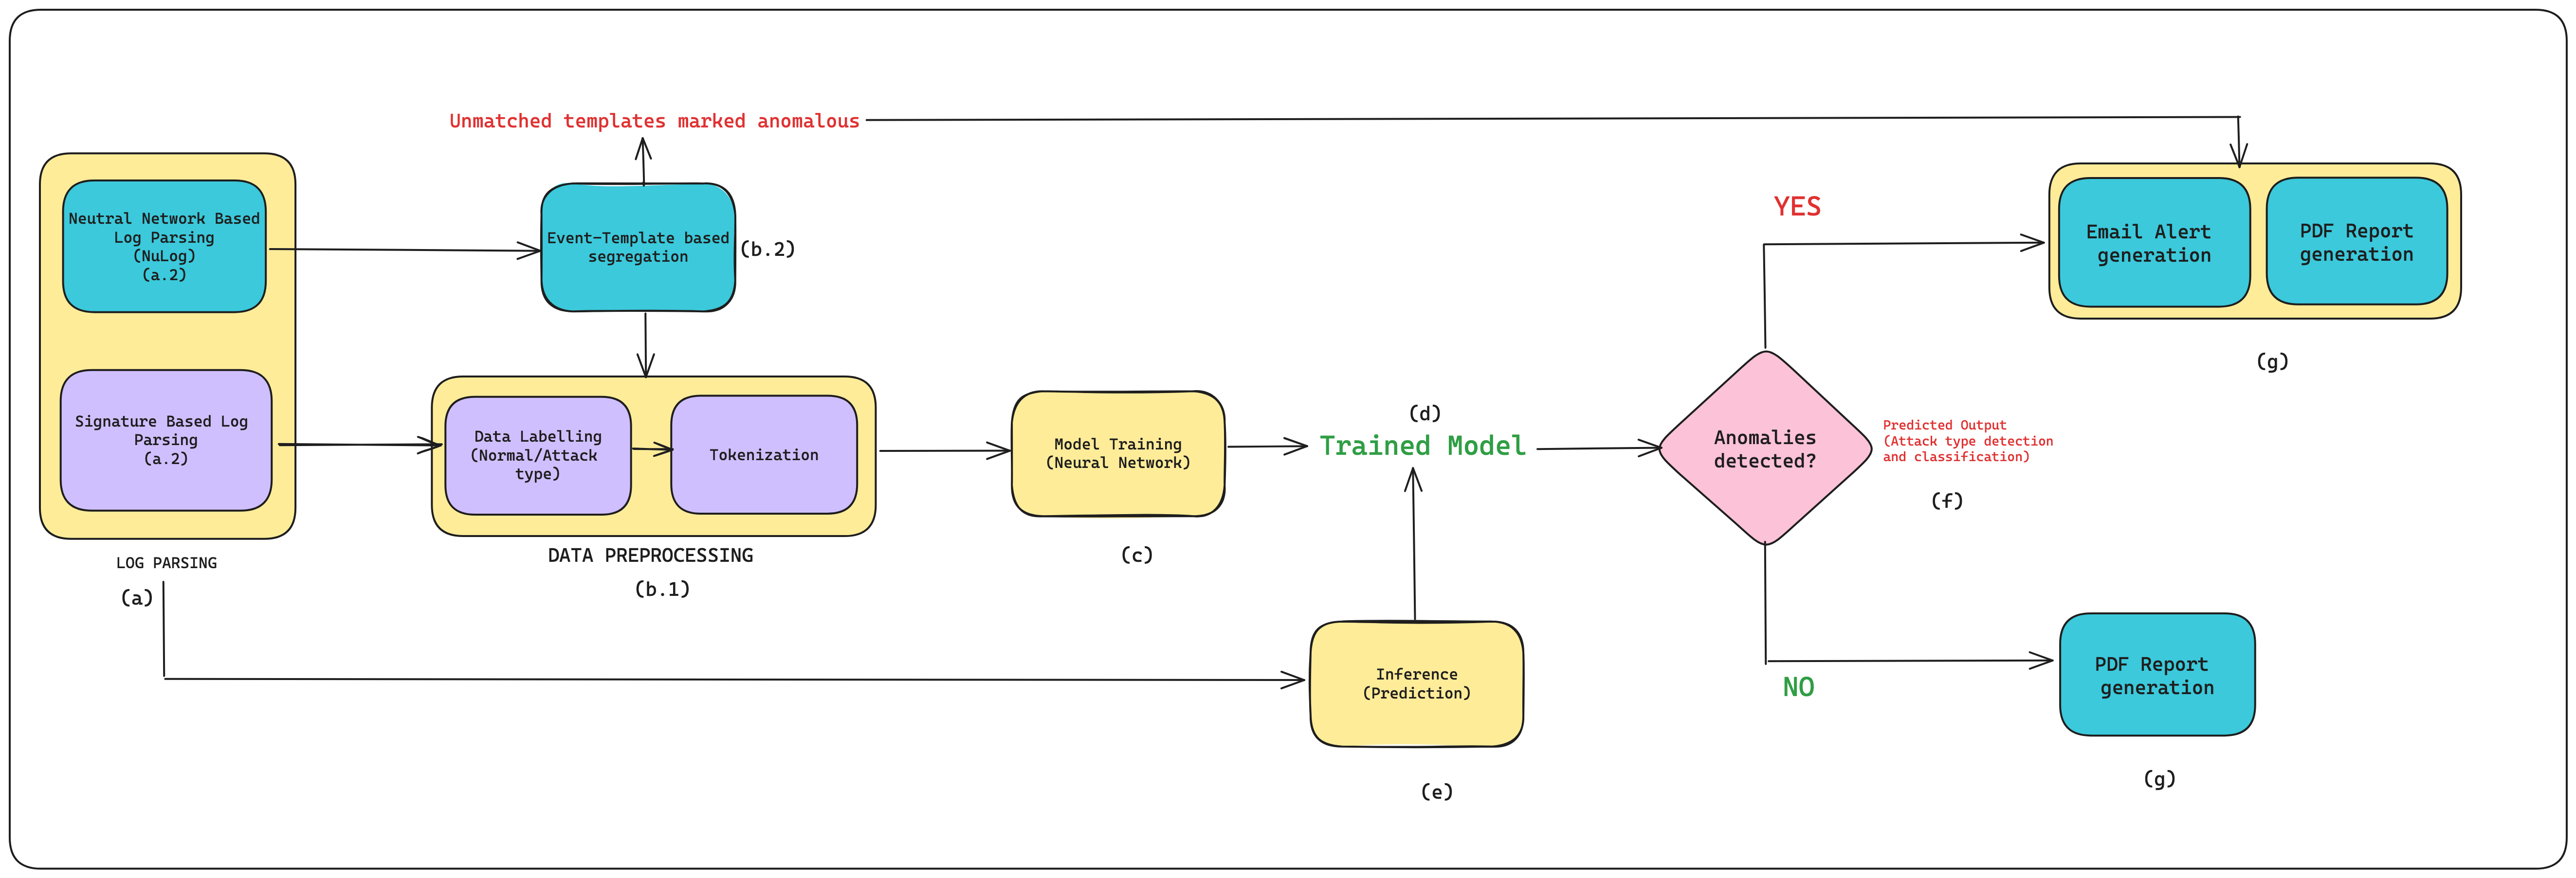 Unmatched templates marked anomalous
Neutral Network Based
Log Parsing
(NuLog)
(a.2)
Event-Template based
segregation
(b.2)
Signature Based Log
Parsing
(a.2)
LOG PARSING
(a)
Data Labelling
(Normal/Attack
type)
Tokenization
DATA PREPROCESSING
(b.1)
Model Training
(Neural Network)
(c)
(d)
Trained Model
Inference
(Prediction)
(e)
Anomalies
detected?
Predicted Output
(Attack type detection
and classification)
(f)
YES
Email Alert
generation
PDF Report
generation
(g)
NO
PDF Report
generation
(g)